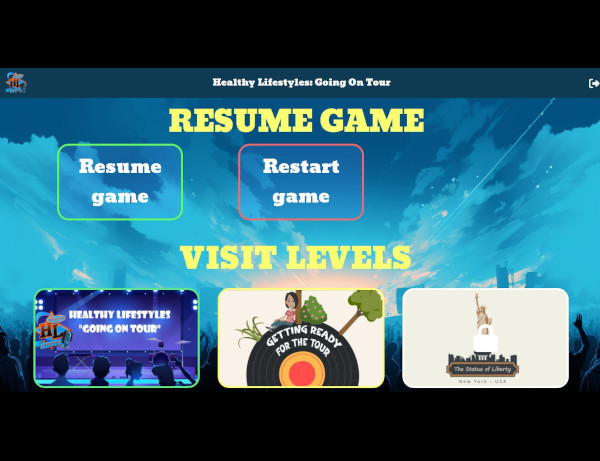 Healthy Lifestyles: Going On Tour
RESUME GAME
Resume
game
Restart
game
VISIT LEVELS
HEALTHY LIFESTYLES
"GOING ON TOUR"
HL
GETTING READY
FOR THE TOUR
The Statue of Liberty
New York - USA